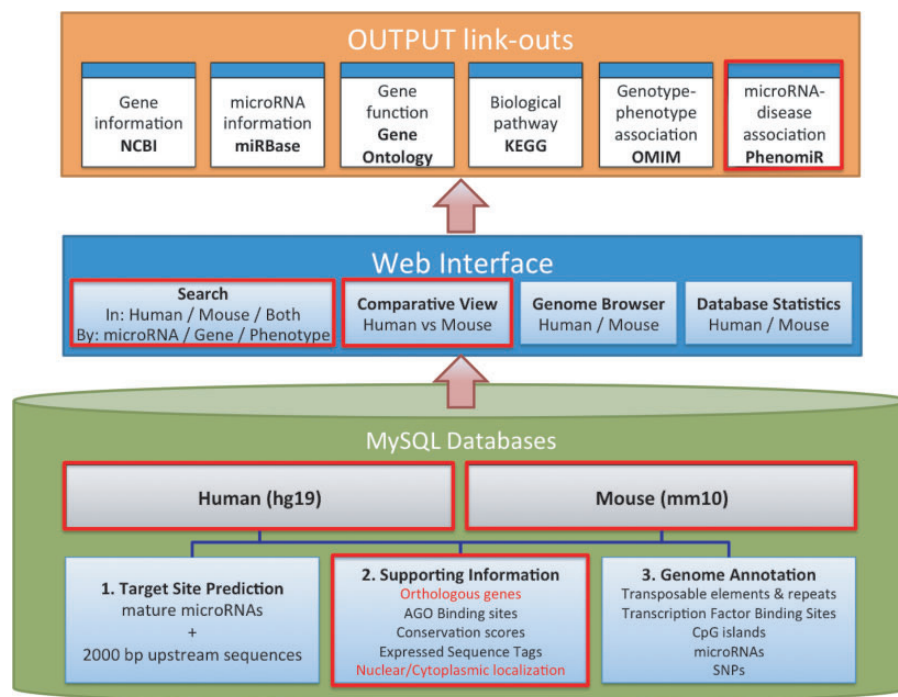 OUTPUT link-outs
Gene
information
NCBI
microRNA
information
miRBase
Gene
function
Gene
Ontology
Biological
pathway
KEGG
Genotype-
phenotype
association
OMIM
microRNA-
disease
association
PhenomiR
Web Interface
Search
In: Human / Mouse / Both
By: microRNA / Gene / Phenotype
Comparative View
Human vs Mouse
Genome Browser
Human / Mouse
Database Statistics
Human / Mouse
MySQL Databases
Human (hg19)
Mouse (mm10)
1. Target Site Prediction
mature microRNAs
+
2000 bp upstream sequences
2. Supporting Information
Orthologous genes
AGO Binding sites
Conservation scores
Expressed Sequence Tags
Nuclear/Cytoplasmic localization
3. Genome Annotation
Transposable elements & repeats
Transcription Factor Binding Sites
CpG islands
microRNAs
SNPs